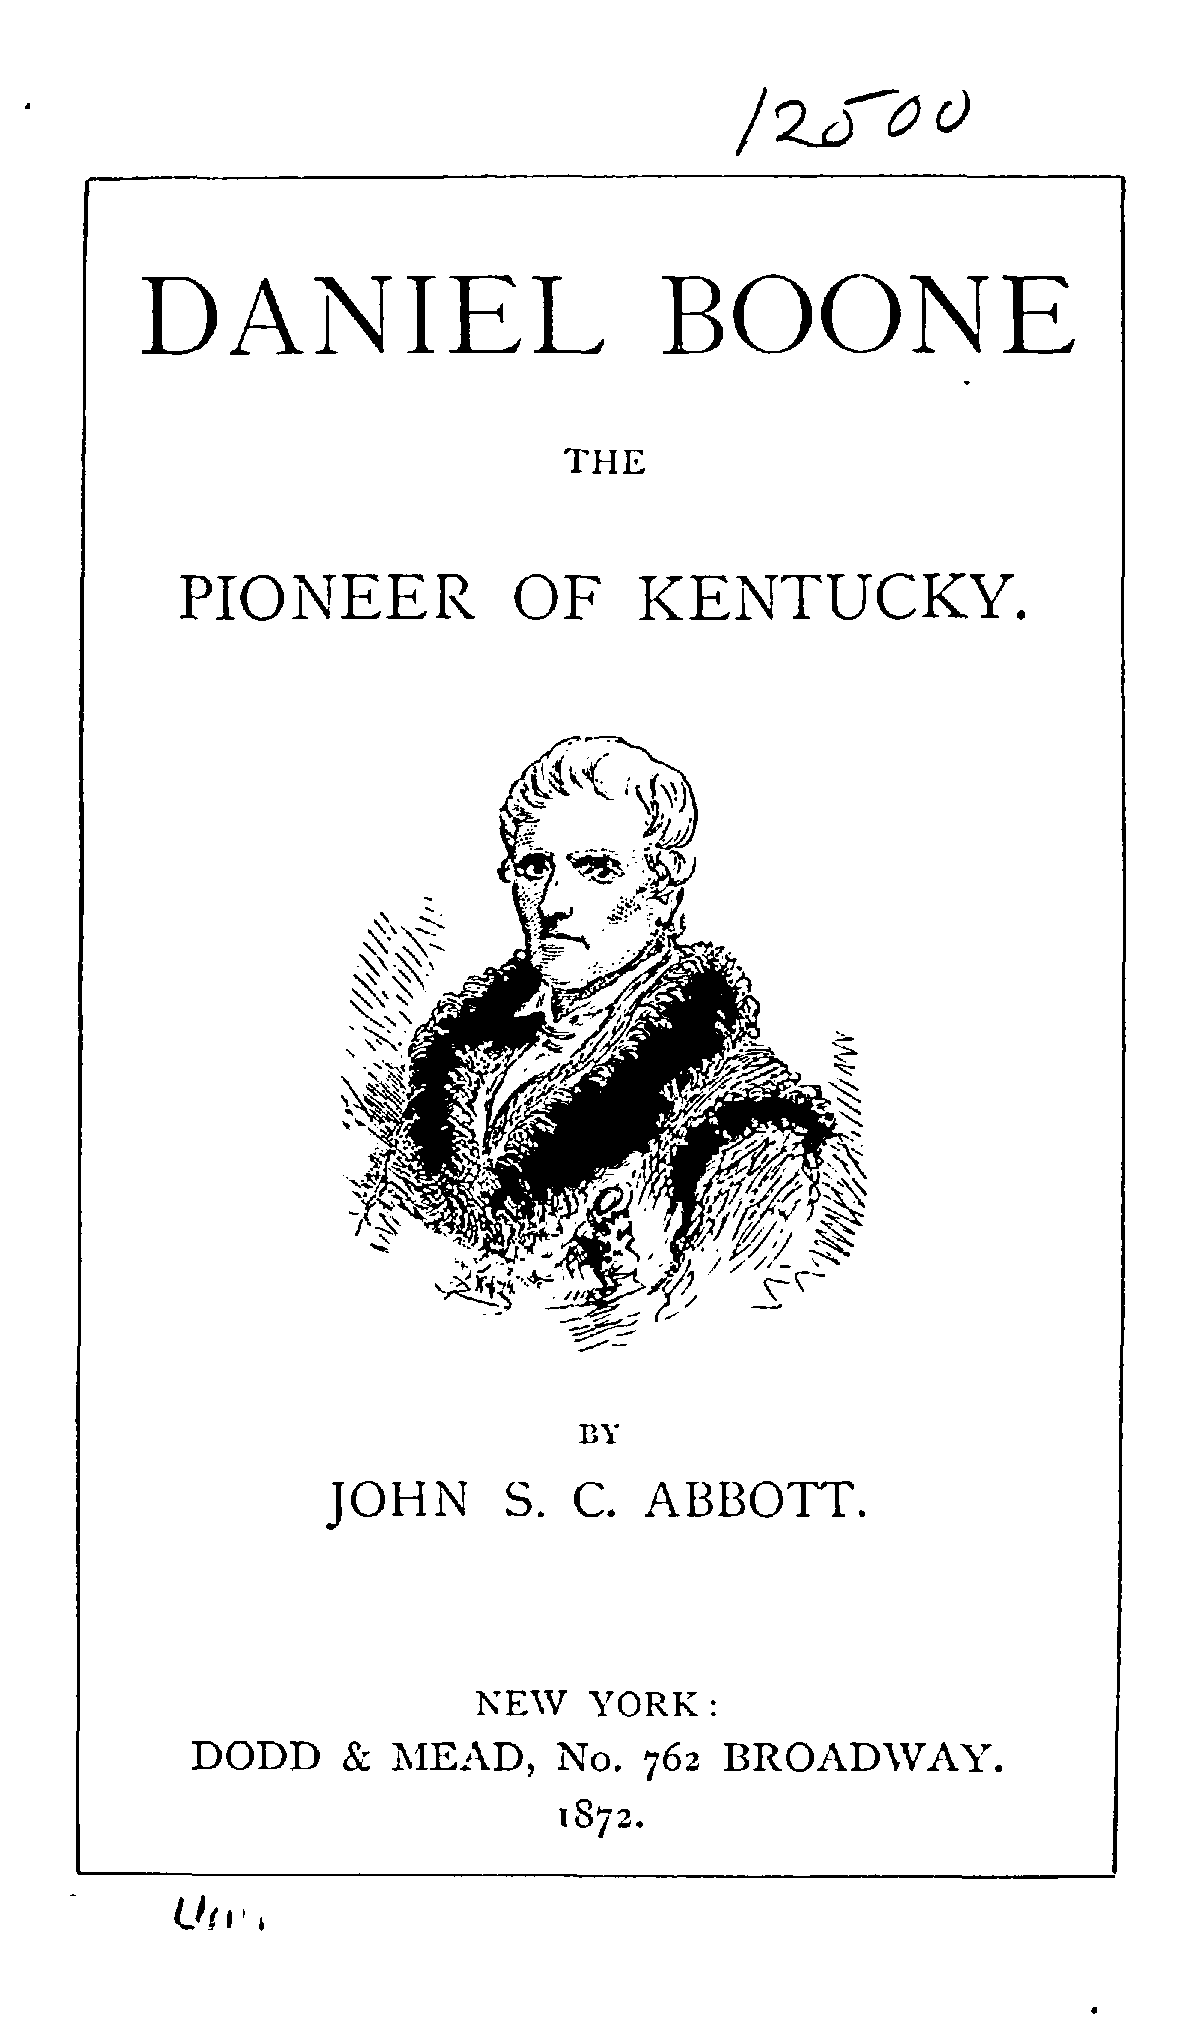 12500
DANIEL BOONE
THE
PIONEER OF KENTUCKY.
BY
JOHN S. C. ABBOTT.
NEW YORK:
DODD & MEAD, No. 762 BROADWAY.
1872.